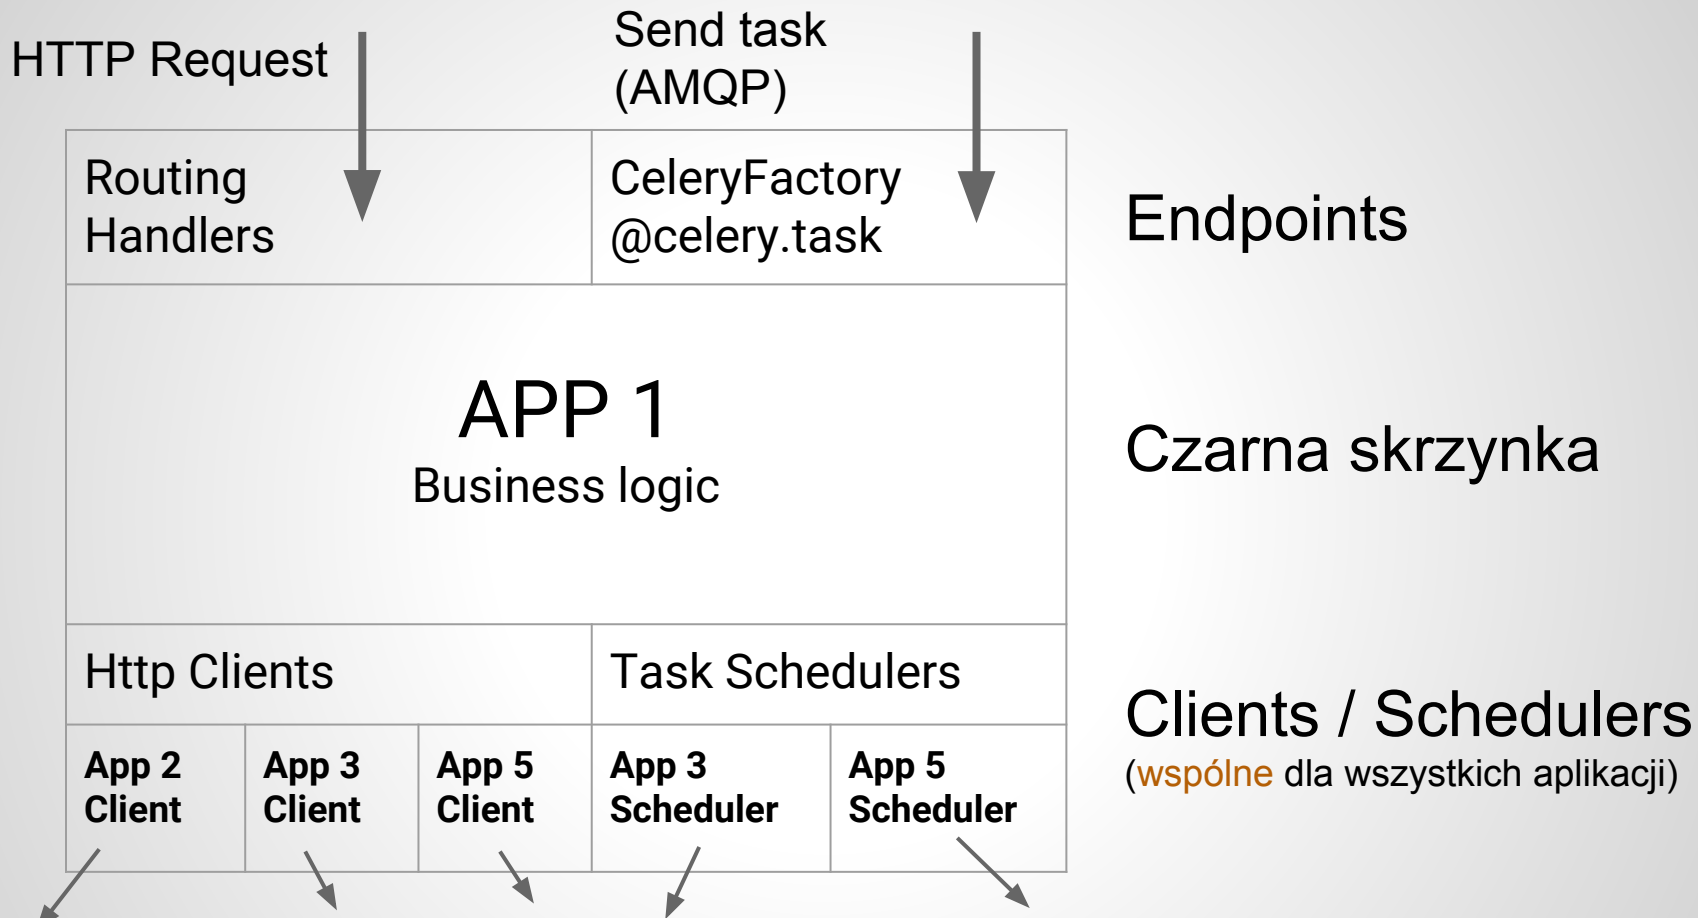 HTTP Request
Send task
(AMQP)
Routing
Handlers
CeleryFactory
@celery.task
Endpoints
APP 1
Business logic
Czarna skrzynka
Http Clients
Task Schedulers
Clients / Schedulers
(wspólne dla wszystkich aplikacji)
App 2
Client
App 3
Client
App 5
Client
App 3
Scheduler
App 5
Scheduler